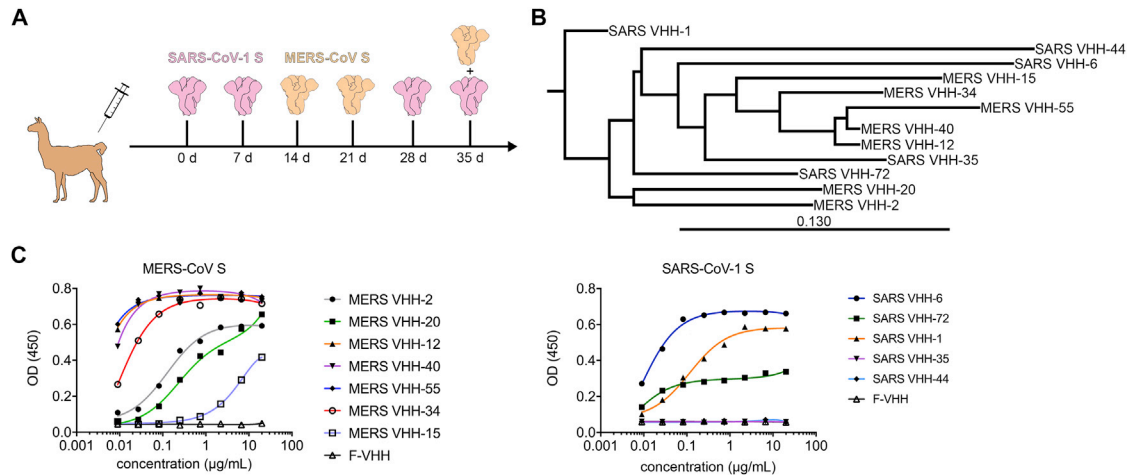 A
SARS-CoV-1 S
MERS-CoV S
+
0 d
7 d
14 d
21 d
28 d
35 d
B
SARS VHH-1
SARS VHH-44
SARS VHH-6
MERS VHH-15
MERS VHH-34
MERS VHH-55
MERS VHH-40
MERS VHH-12
SARS VHH-35
SARS VHH-72
MERS VHH-20
MERS VHH-2
0.130
C
MERS-CoV S
OD (450)
0.8
0.6
0.4
0.2
0.0
0.001
0.01
0.1
1
10
100
concentration (μg/mL)
MERS VHH-2
MERS VHH-20
MERS VHH-12
MERS VHH-40
MERS VHH-55
MERS VHH-34
MERS VHH-15
F-VHH
SARS-CoV-1 S
OD (450)
0.8
0.6
0.4
0.2
0.0
0.001
0.01
0.1
1
10
100
concentration (μg/mL)
SARS VHH-6
SARS VHH-72
SARS VHH-1
SARS VHH-35
SARS VHH-44
F-VHH